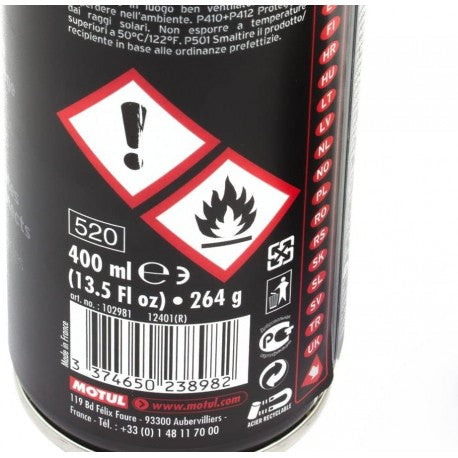 in luogo ben ventilato
nell'ambiente. P410+P412 Proteggere
dai raggi solari. Non esporre a temperature
superiori a 50°C/122°F. P501 Smaltire il prodotto/
recipiente in base alle ordinanze prefettizie.
FI
FR
HR
HU
LT
LV
NL
NO
PL
RO
RS
SK
SL
SV
TR
UK
520
400 ml e
(13.5 Fl oz) • 264 g
art. no. : 102981 12401(R)
Made in France
3 374650 238982
MOTUL www.motul.com
119 Bd Félix Faure - 93300 Aubervilliers -
France - Tel: +33 (0) 1 48 11 70 00
PC
ACIER RECYCLABLE